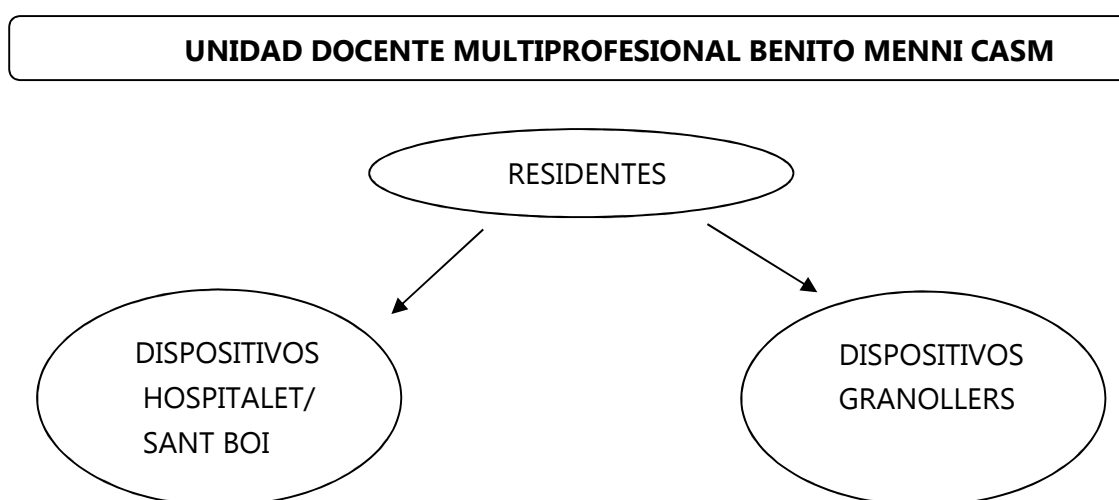 UNIDAD DOCENTE MULTIPROFESIONAL BENITO MENNI CASM
RESIDENTES
DISPOSITIVOS
HOSPITALET/
SANT BOI
DISPOSITIVOS
GRANOLLERS